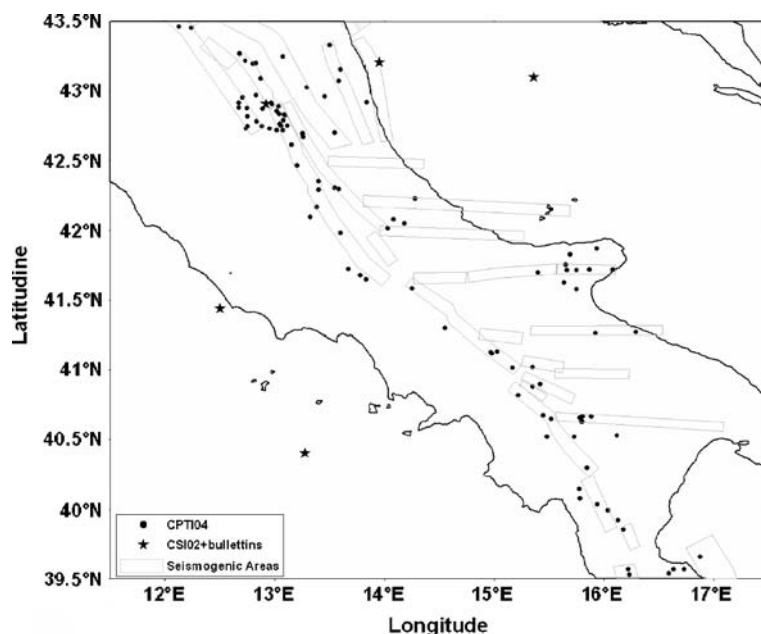 43.5°N
43°N
42.5°N
42°N
41.5°N
41°N
40.5°N
40°N
39.5°N
Latitudine
CPTI04
CSI02+bullettins
Seismogenic Areas
12°E
13°E
14°E
15°E
16°E
17°E
Longitude